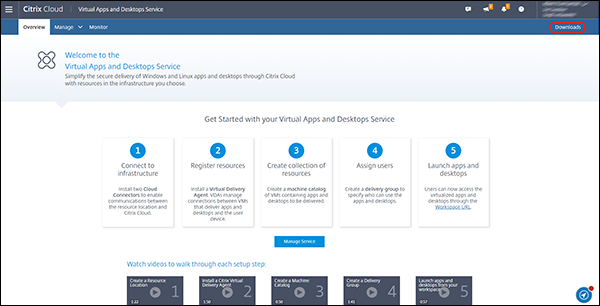 Citrix Cloud Virtual Apps and Desktops Service
Overview Manage Monitor Downloads
Welcome to the
Virtual Apps and Desktops Service
Simplify the secure delivery of Windows and Linux apps and desktops through Citrix Cloud
with resources in the infrastructure you choose.
Get Started with your Virtual Apps and Desktops Service
1
Connect to
infrastructure
Install two Cloud
Connectors to enable
communications between
the resource location and
Citrix Cloud.
2
Register resources
Install a Virtual Delivery
Agent. VDAs manage
connections between VMs
that deliver apps and
desktops and the user
device.
3
Create collection of
resources
Create a machine catalog
of VMs containing apps and
desktops to be delivered.
4
Assign users
Create a delivery group to
specify who can use the
apps and desktops.
5
Launch apps and
desktops
Users can now access the
virtualized apps and
desktops through the
Workspace URL.
Manage Service
Watch videos to walk through each setup step:
Create a Resource
Location
1
1:22
Install a Citrix Virtual
Delivery Agent
2
1:50
Create a Machine
Catalog
3
Create a Delivery
Group
4
1:41
Launch apps and
desktops from your
workspace
5
0:57